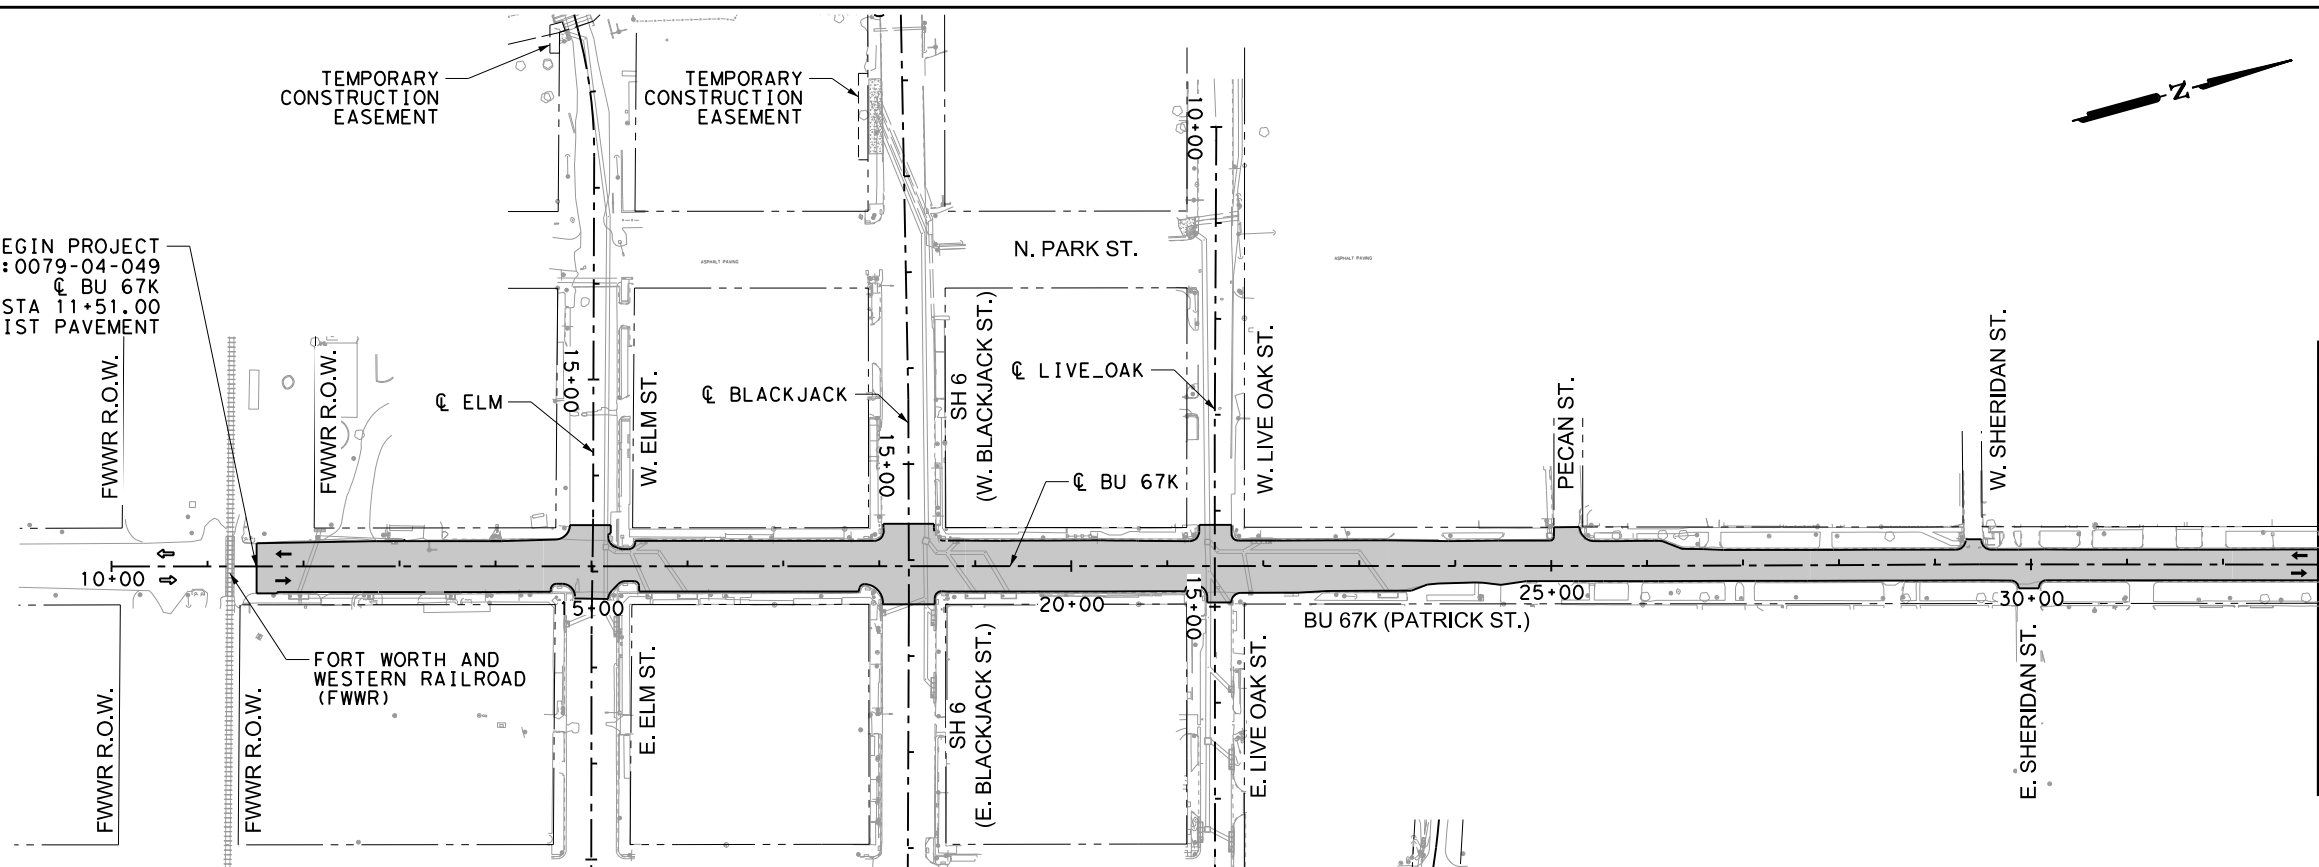 TEMPORARY
CONSTRUCTION
EASEMENT
TEMPORARY
CONSTRUCTION
EASEMENT
10+00
N
EGIN PROJECT
:0079-04-049
℄ BU 67K
STA 11+51.00
IST PAVEMENT
ASPHALT PAVING
N. PARK ST.
ASPHALT PAVING
FWWR R.O.W.
FWWR R.O.W.
15+00
℄ ELM
W. ELM ST.
℄ BLACKJACK
15+00
SH 6
(W. BLACKJACK ST.)
℄ LIVE_OAK
W. LIVE OAK ST.
℄ BU 67K
PECAN ST.
W. SHERIDAN ST.
10+00
15+00
20+00
15+00
25+00
30+00
BU 67K (PATRICK ST.)
FORT WORTH AND
WESTERN RAILROAD
(FWWR)
FWWR R.O.W.
FWWR R.O.W.
E. ELM ST.
SH 6
(E. BLACKJACK ST.)
E. LIVE OAK ST.
E. SHERIDAN ST.